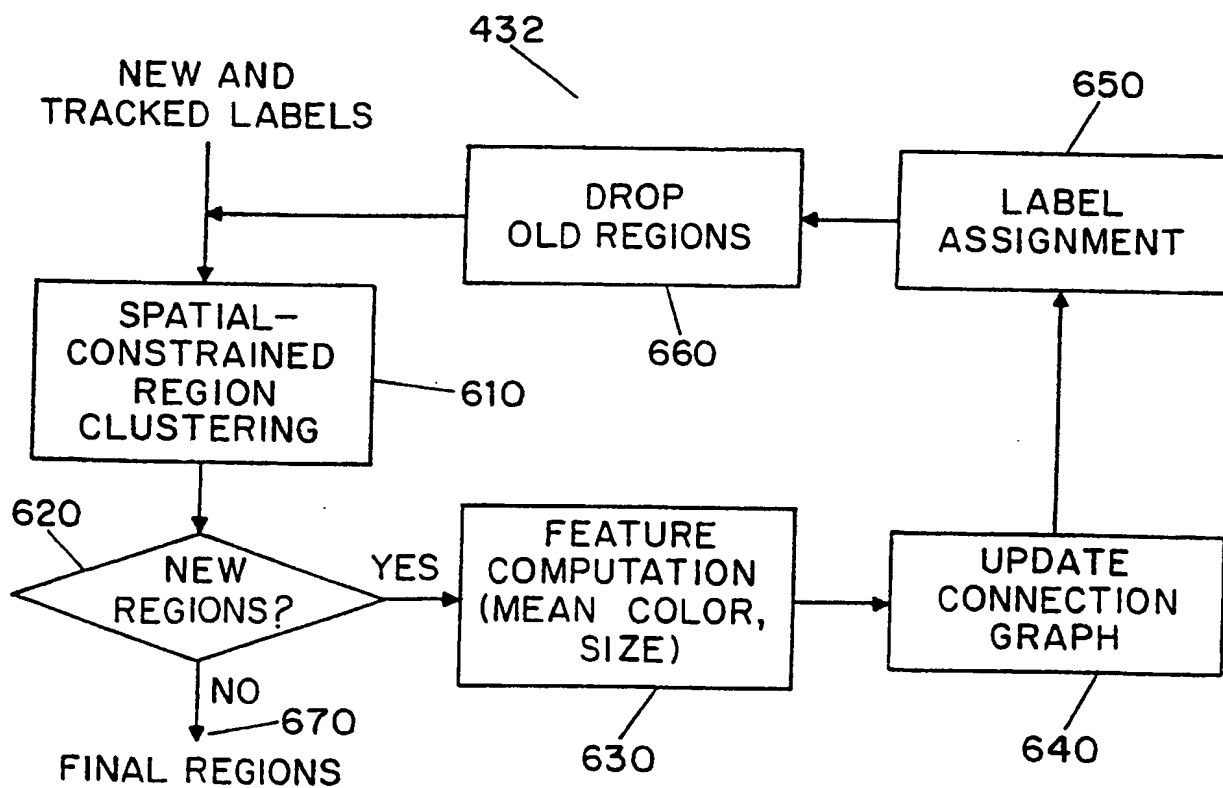 432
NEW AND
TRACKED LABELS
650
DROP
OLD REGIONS
LABEL
ASSIGNMENT
660
SPATIAL-
CONSTRAINED
REGION
CLUSTERING
610
620
NEW
REGIONS?
YES
FEATURE
COMPUTATION
(MEAN COLOR,
SIZE)
UPDATE
CONNECTION
GRAPH
NO
670
630
640
FINAL REGIONS